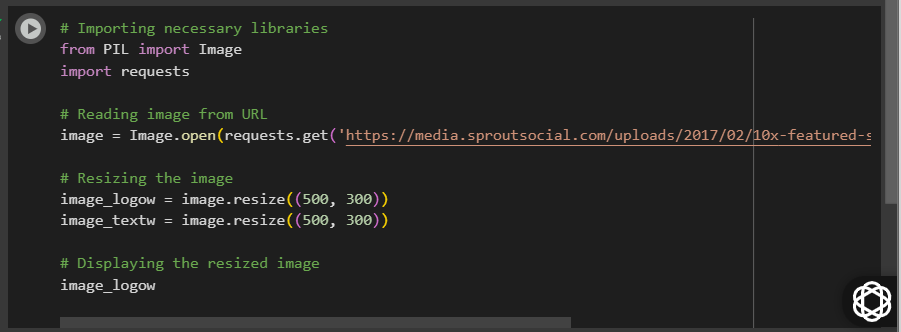 # Importing necessary libraries
from PIL import Image
import requests
# Reading image from URL
image = Image.open(requests.get('https://media.sproutsocial.com/uploads/2017/02/10x-featured-s
# Resizing the image
image_logow = image.resize((500, 300))
image_textw = image.resize((500, 300))
# Displaying the resized image
image_logow